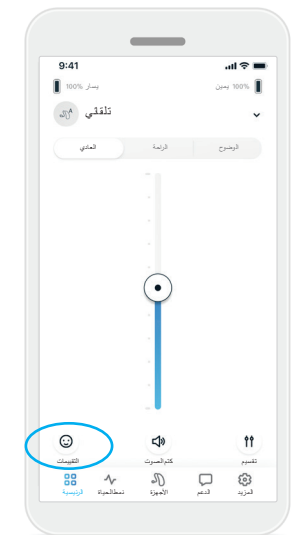 9:41
100% يمين
يسار 100%
تلقائي A
الوضوح
الراحة
العادي
التقييمات
كتم الصوت
تقسيم
المزيد
الدعم
الأجهزة
نمط الحياة
الرئيسية